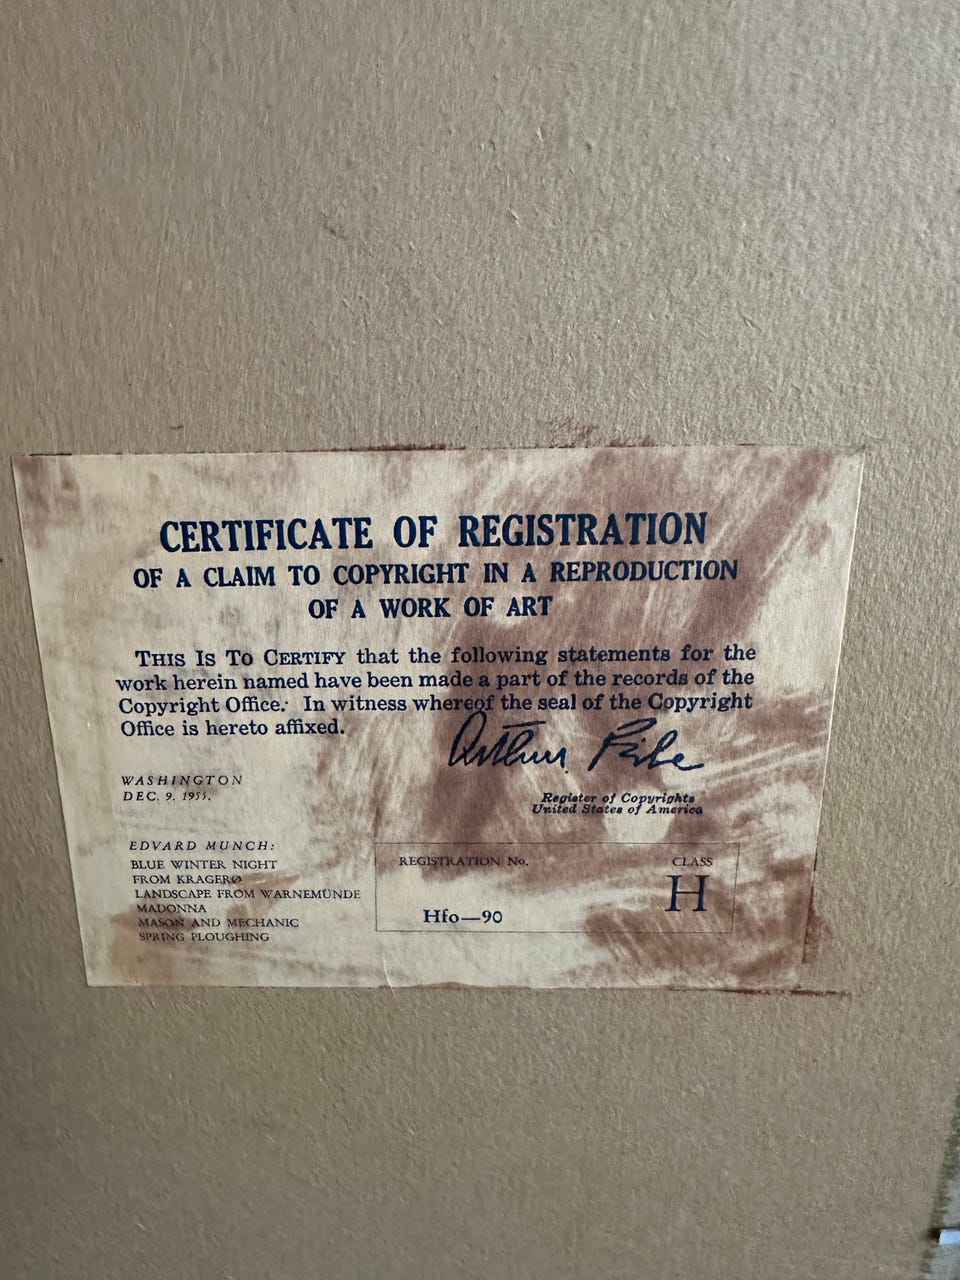 CERTIFICATE OF REGISTRATION
OF A CLAIM TO COPYRIGHT IN A REPRODUCTION
OF A WORK OF ART
THIS IS TO CERTIFY that the following statements for the
work herein named have been made a part of the records of the
Copyright Office. In witness whereof the seal of the Copyright
Office is hereto affixed.
Arthur Fisher
Register of Copyrights
United States of America
WASHINGTON
DEC. 9. 1955.
EDVARD MUNCH:
BLUE WINTER NIGHT
FROM KRAGERØ
LANDSCAPE FROM WARNEMÜNDE
MADONNA
MASON AND MECHANIC
SPRING PLOUGHING
REGISTRATION No.
Hfo—90
CLASS
H